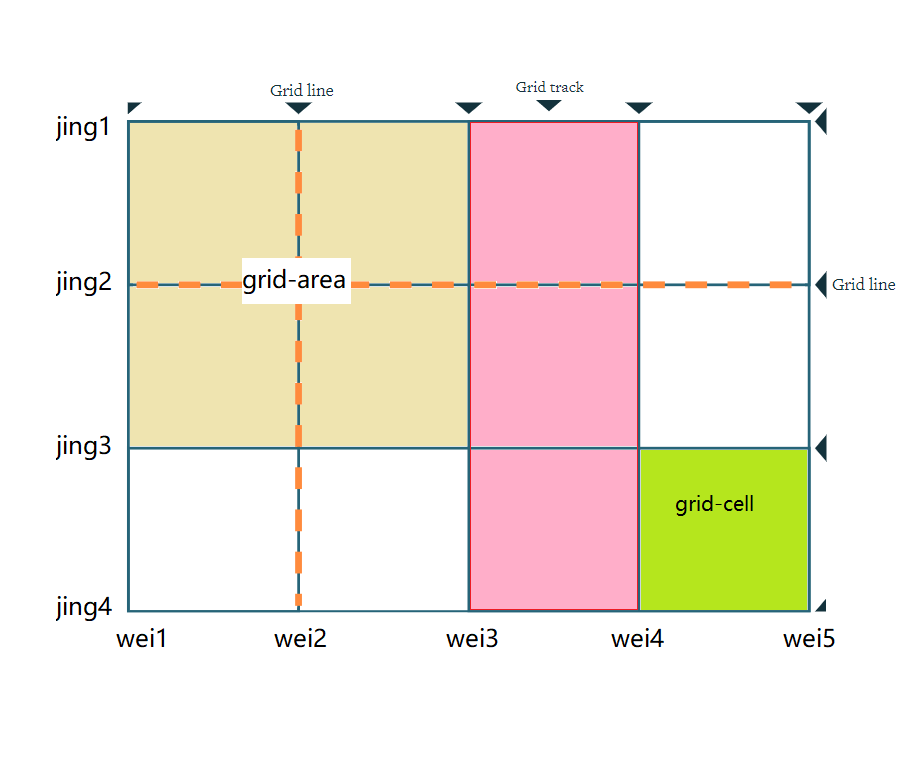 Grid line
Grid track
jing1
grid-area
jing2
Grid line
jing3
grid-cell
jing4
wei1
wei2
wei3
wei4
wei5